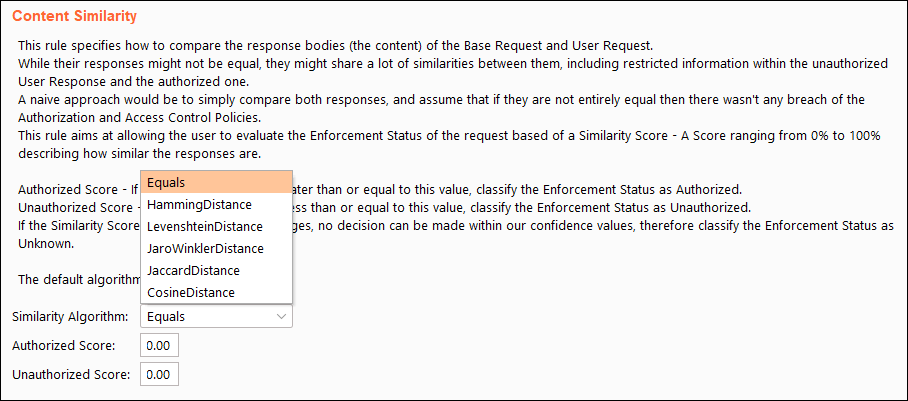 Content Similarity
This rule specifies how to compare the response bodies (the content) of the Base Request and User Request.
While their responses might not be equal, they might share a lot of similarities between them, including restricted information within the unauthorized
User Response and the authorized one.
A naive approach would be to simply compare both responses, and assume that if they are not entirely equal then there wasn't any breach of the
Authorization and Access Control Policies.
This rule aims at allowing the user to evaluate the Enforcement Status of the request based of a Similarity Score - A Score ranging from 0% to 100%
describing how similar the responses are.
Equals
Authorized Score - If ater than or equal to this value, classify the Enforcement Status as Authorized.
HammingDistance
Unauthorized Score - ess than or equal to this value, classify the Enforcement Status as Unauthorized.
LevenshteinDistance
If the Similarity Score ges, no decision can be made within our confidence values, therefore classify the Enforcement Status as
Unknown.
JaroWinklerDistance
JaccardDistance
The default algorithm
CosineDistance
Similarity Algorithm: Equals
Authorized Score: 0.00
Unauthorized Score: 0.00